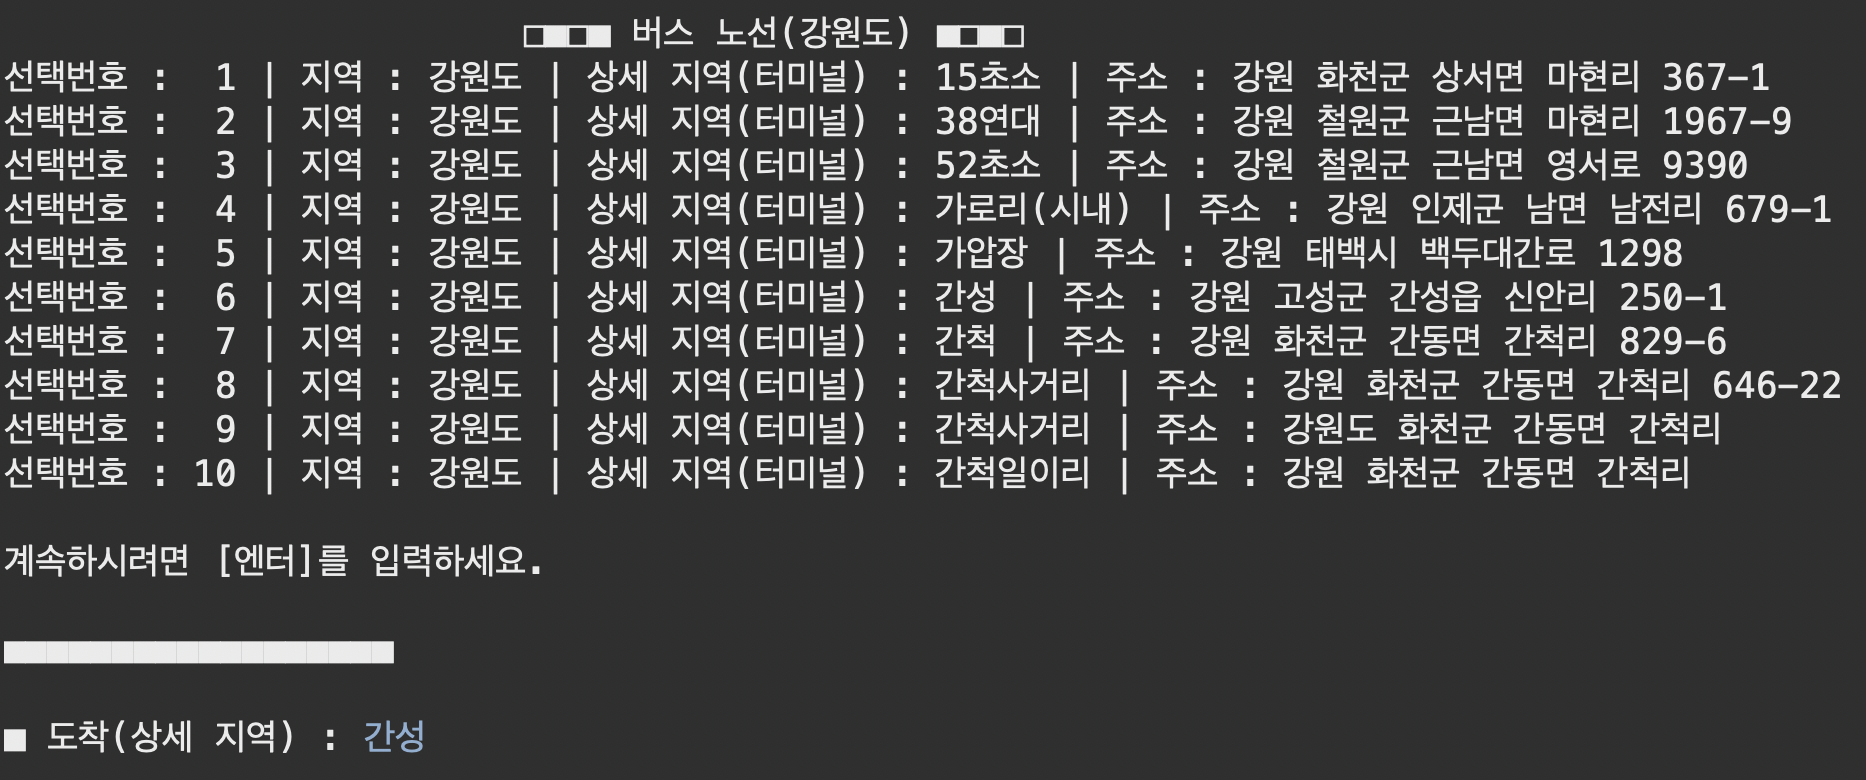 □■□■ 버스 노선(강원도) ■□■□
선택번호 :  1 | 지역 : 강원도 | 상세 지역(터미널) : 15초소 | 주소 : 강원 화천군 상서면 마현리 367-1
선택번호 :  2 | 지역 : 강원도 | 상세 지역(터미널) : 38연대 | 주소 : 강원 철원군 근남면 마현리 1967-9
선택번호 :  3 | 지역 : 강원도 | 상세 지역(터미널) : 52초소 | 주소 : 강원 철원군 근남면 영서로 9390
선택번호 :  4 | 지역 : 강원도 | 상세 지역(터미널) : 가로리(시내) | 주소 : 강원 인제군 남면 남전리 679-1
선택번호 :  5 | 지역 : 강원도 | 상세 지역(터미널) : 가압장 | 주소 : 강원 태백시 백두대간로 1298
선택번호 :  6 | 지역 : 강원도 | 상세 지역(터미널) : 간성 | 주소 : 강원 고성군 간성읍 신안리 250-1
선택번호 :  7 | 지역 : 강원도 | 상세 지역(터미널) : 간척 | 주소 : 강원 화천군 간동면 간척리 829-6
선택번호 :  8 | 지역 : 강원도 | 상세 지역(터미널) : 간척사거리 | 주소 : 강원 화천군 간동면 간척리 646-22
선택번호 :  9 | 지역 : 강원도 | 상세 지역(터미널) : 간척사거리 | 주소 : 강원도 화천군 간동면 간척리
선택번호 : 10 | 지역 : 강원도 | 상세 지역(터미널) : 간척일이리 | 주소 : 강원 화천군 간동면 간척리
계속하시려면 [엔터]를 입력하세요.
■■■■■■■■■■■■■■■■■■
■ 도착(상세 지역) : 간성